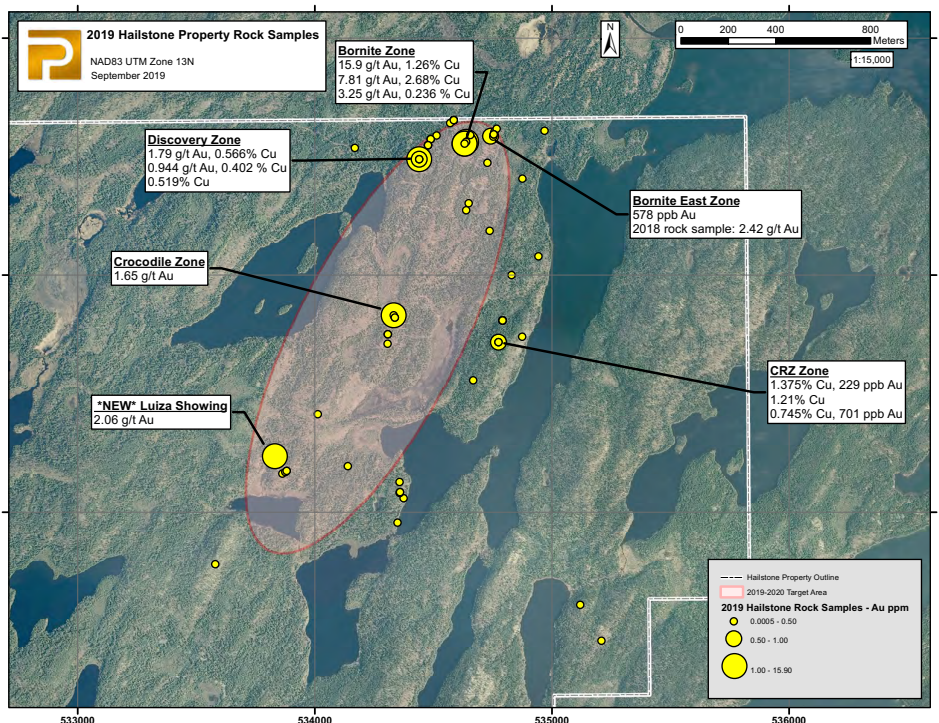 2019 Hailstone Property Rock Samples
NAD83 UTM Zone 13N
September 2019
N
0 200 400 800
Meters
1:15,000
Bornite Zone
15.9 g/t Au, 1.26% Cu
7.81 g/t Au, 2.68% Cu
3.25 g/t Au, 0.236 % Cu
Discovery Zone
1.79 g/t Au, 0.566% Cu
0.944 g/t Au, 0.402 % Cu
0.519% Cu
Bornite East Zone
578 ppb Au
2018 rock sample: 2.42 g/t Au
Crocodile Zone
1.65 g/t Au
CRZ Zone
1.375% Cu, 229 ppb Au
1.21% Cu
0.745% Cu, 701 ppb Au
*NEW* Luiza Showing
2.06 g/t Au
Hailstone Property Outline
2019-2020 Target Area
2019 Hailstone Rock Samples - Au ppm
0.0005 - 0.50
0.50 - 1.00
1.00 - 15.90
533000 534000 535000 536000